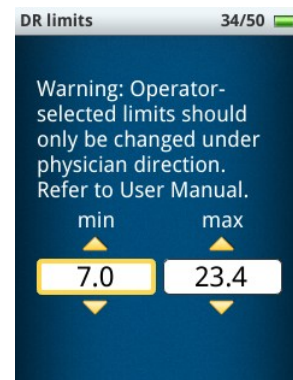 DR limits 34/50
Warning: Operator-
selected limits should
only be changed under
physician direction.
Refer to User Manual.
min max
7.0 23.4